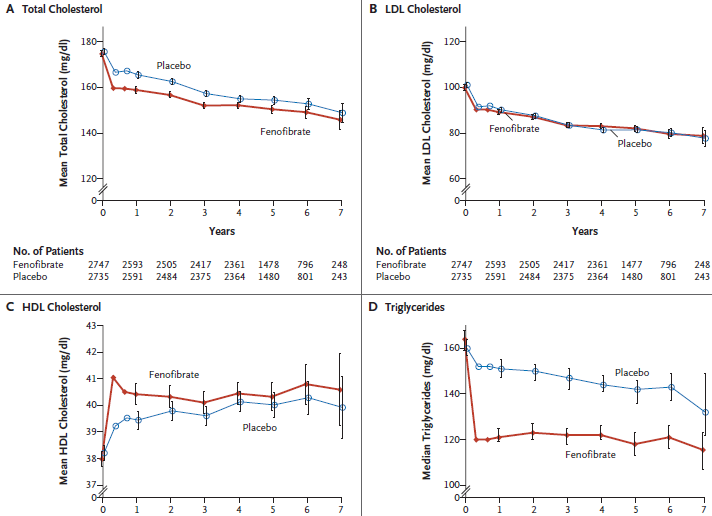 A Total Cholesterol
Mean Total Cholesterol (mg/dl)
180
160
140
120
0
Placebo
Fenofibrate
0 1 2 3 4 5 6 7
Years
No. of Patients
Fenofibrate 2747 2593 2505 2417 2361 1478 796 248
Placebo 2735 2591 2484 2375 2364 1480 801 243
B LDL Cholesterol
Mean LDL Cholesterol (mg/dl)
120
100
80
60
0
Fenofibrate
Placebo
0 1 2 3 4 5 6 7
Years
No. of Patients
Fenofibrate 2747 2593 2505 2417 2361 1477 796 248
Placebo 2735 2591 2484 2375 2364 1480 801 243
C HDL Cholesterol
Mean HDL Cholesterol (mg/dl)
43
42
41
40
39
38
37
0
Fenofibrate
Placebo
0 1 2 3 4 5 6 7
D Triglycerides
Median Triglycerides (mg/dl)
160
140
120
100
0
Placebo
Fenofibrate
0 1 2 3 4 5 6 7